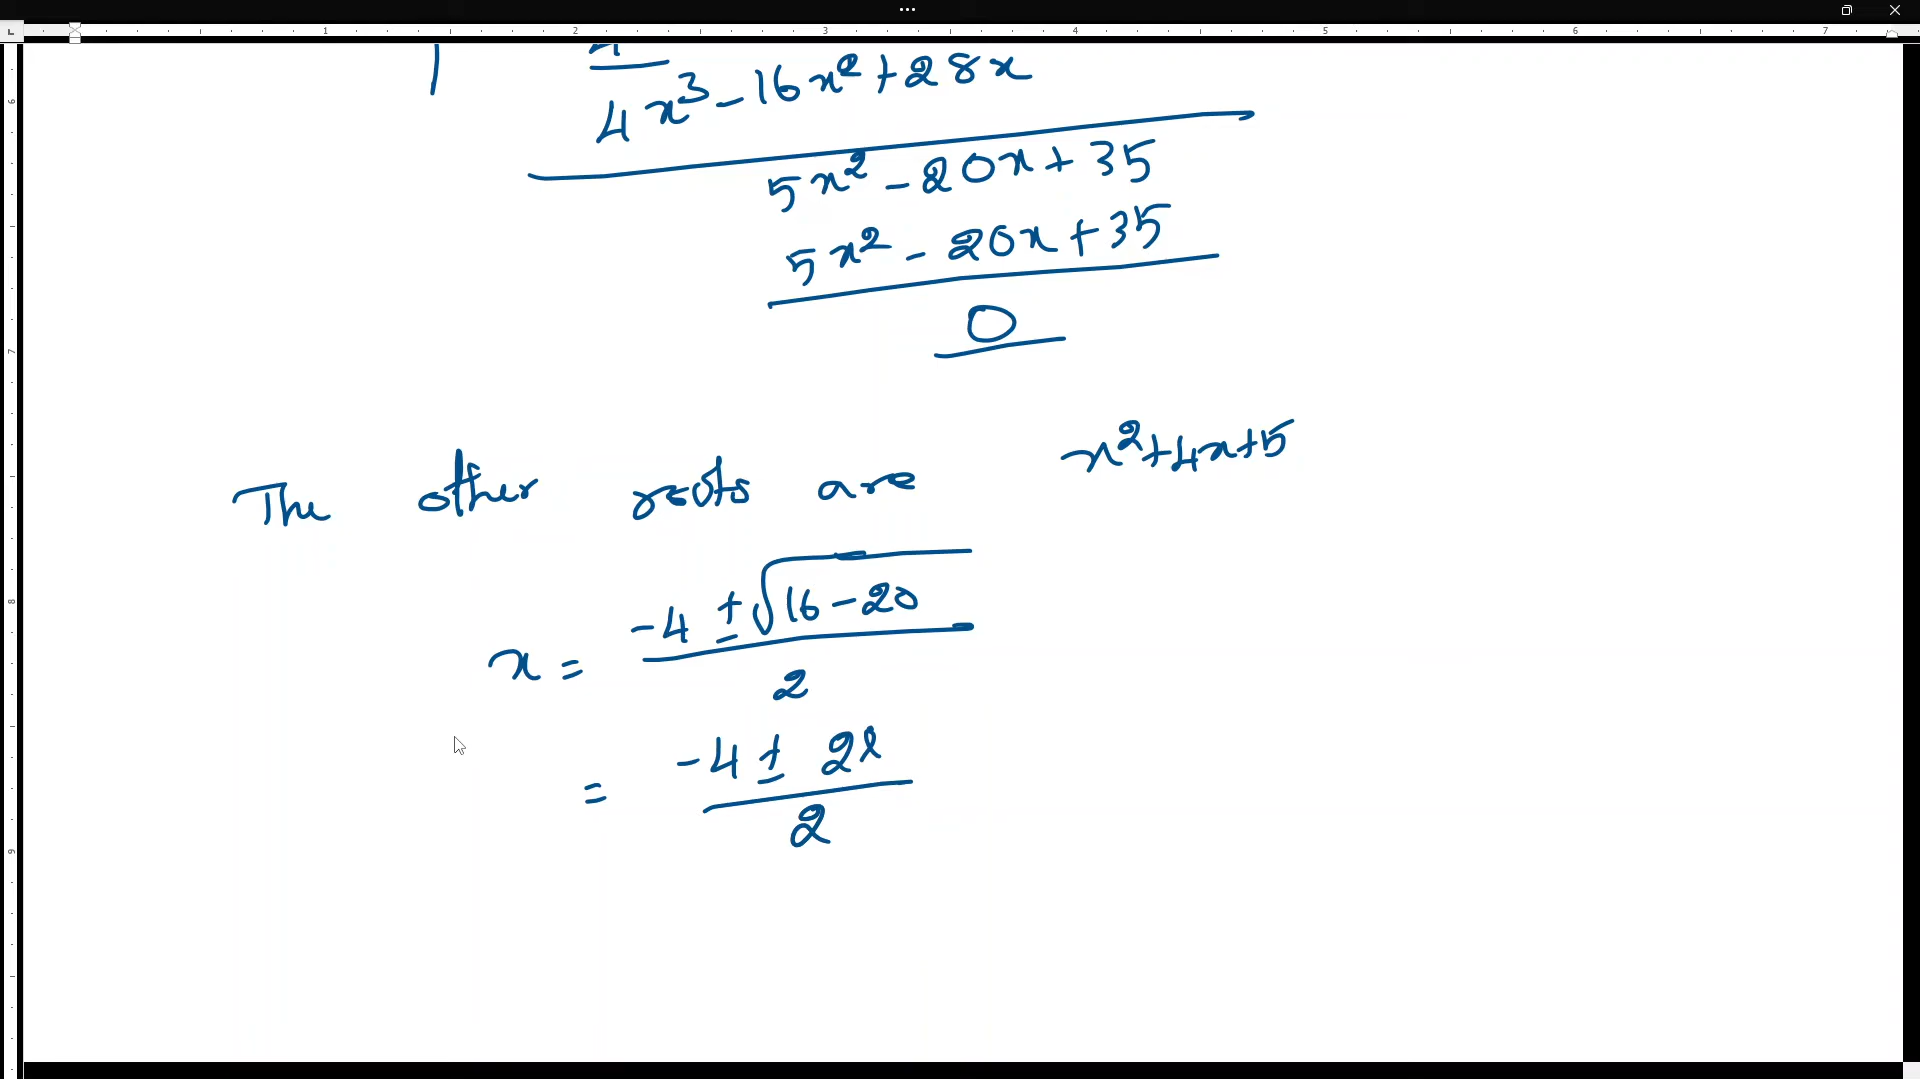 4x³ - 16x² + 28x
5x² - 20x + 35
5x² - 20x + 35
0
The other roots are x² + 4x + 5
x = (-4 ± √(16 - 20)) / 2
= (-4 ± 2i) / 2